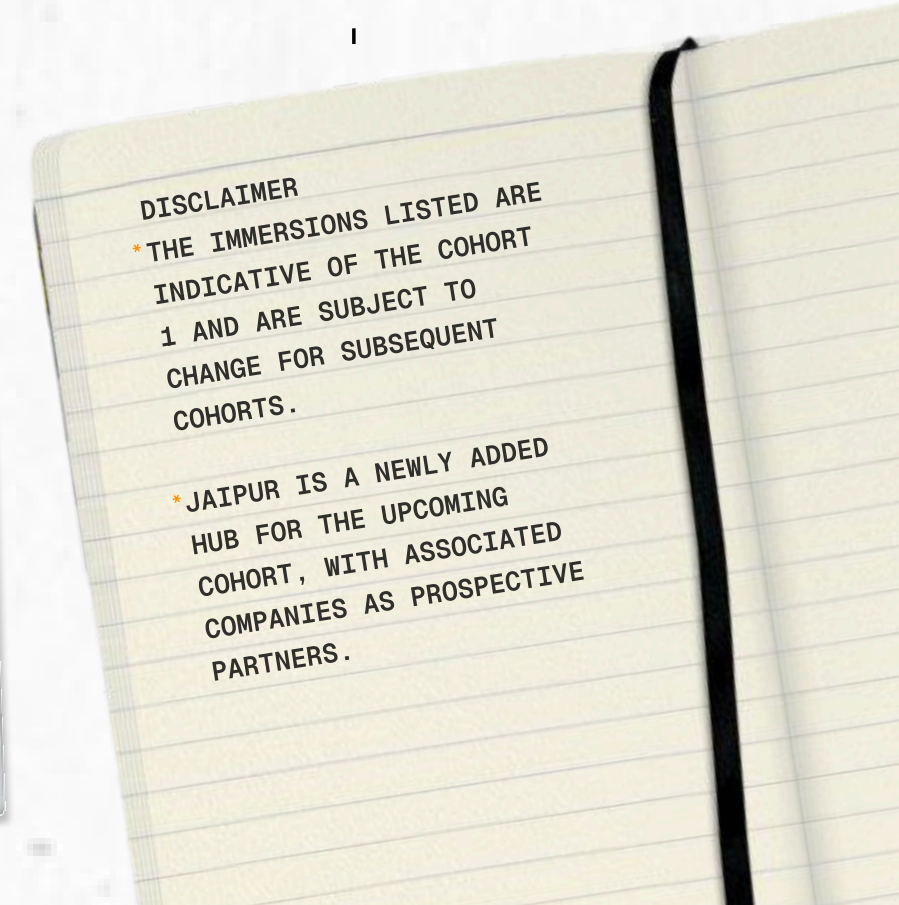 DISCLAIMER
*THE IMMERSIONS LISTED ARE
INDICATIVE OF THE COHORT
1 AND ARE SUBJECT TO
CHANGE FOR SUBSEQUENT
COHORTS.
*JAIPUR IS A NEWLY ADDED
HUB FOR THE UPCOMING
COHORT, WITH ASSOCIATED
COMPANIES AS PROSPECTIVE
PARTNERS.